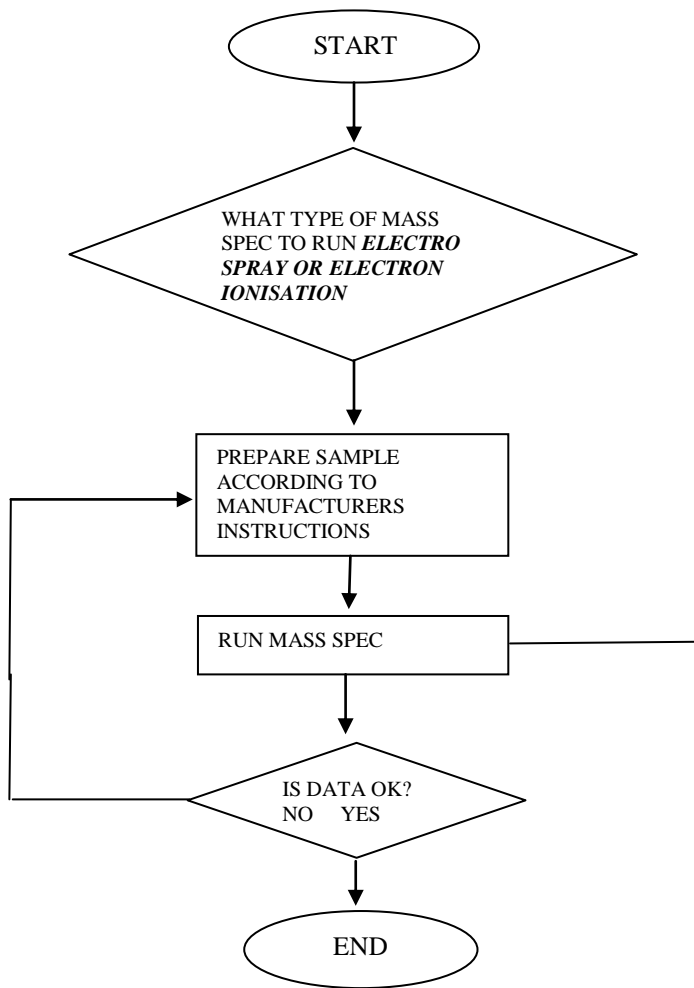 START
WHAT TYPE OF MASS
SPEC TO RUN ELECTRO
SPRAY OR ELECTRON
IONISATION
PREPARE SAMPLE
ACCORDING TO
MANUFACTURERS
INSTRUCTIONS
RUN MASS SPEC
IS DATA OK?
NO YES
END